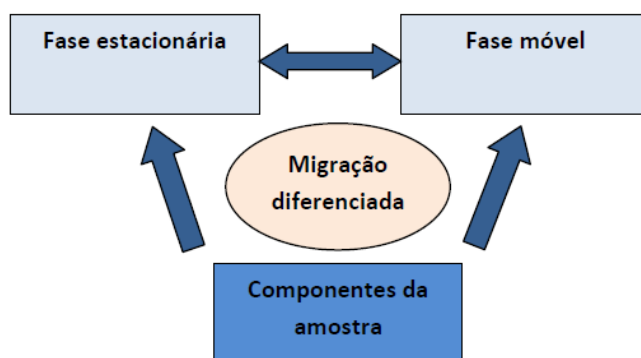 Fase estacionária
Fase móvel
Migração
diferenciada
Componentes da
amostra